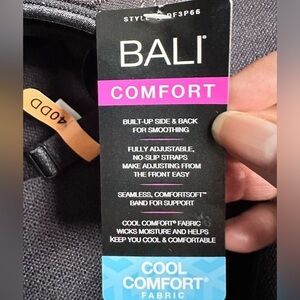 STYLE DF3P66
BALI
COMFORT
BUILT-UP SIDE & BACK
FOR SMOOTHING
FULLY ADJUSTABLE,
NO-SLIP STRAPS
MAKE ADJUSTING FROM
THE FRONT EASY
SEAMLESS, COMFORTSOFT™
BAND FOR SUPPORT
COOL COMFORT® FABRIC
WICKS MOISTURE AND HELPS
KEEP YOU COOL & COMFORTABLE
COOL
COMFORT®
FABRIC
40DD